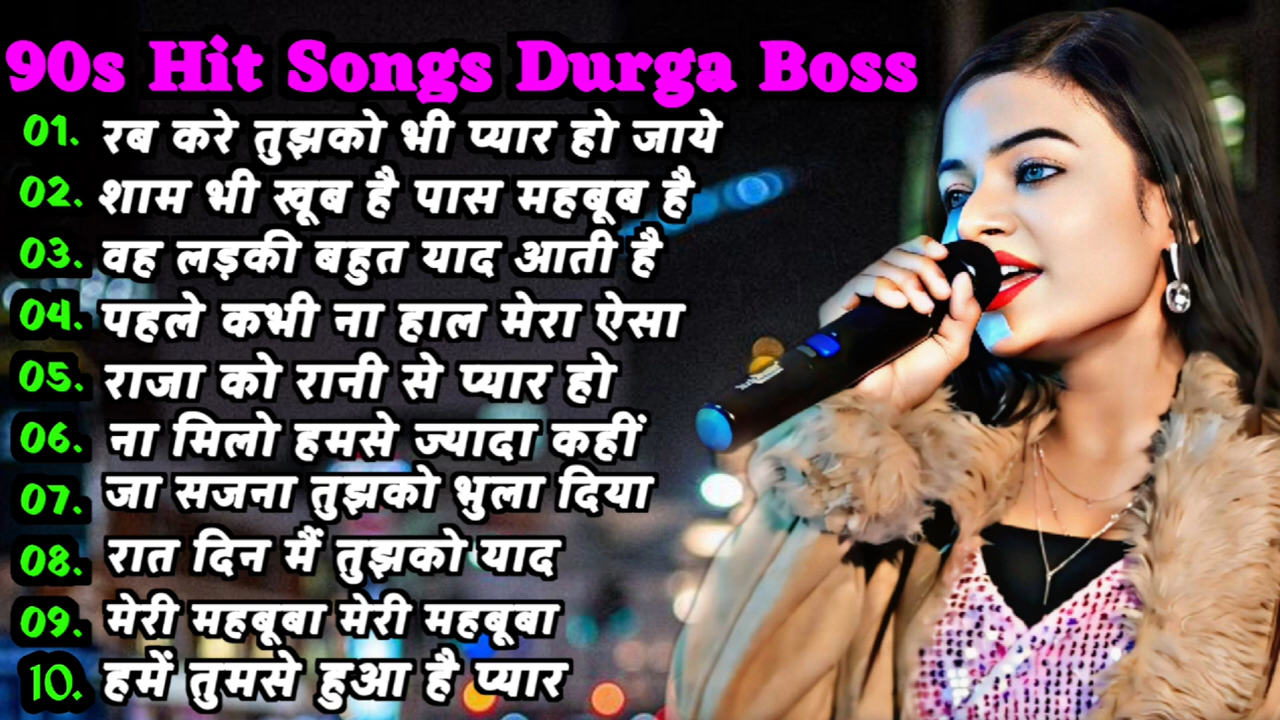 90s Hit Songs Durga Boss
01. रब करे तुझको भी प्यार हो जाये
02. शाम भी खूब है पास महबूब है
03. वह लड़की बहुत याद आती है
04. पहले कभी ना हाल मेरा ऐसा
05. राजा को रानी से प्यार हो
06. ना मिलो हमसे ज्यादा कहीं
07. जा सजना तुझको भुला दिया
08. रात दिन मैं तुझको याद
09. मेरी महबूबा मेरी महबूबा
10. हमें तुमसे हुआ है प्यार